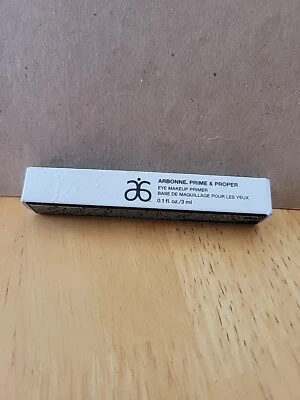 ARBONNE. PRIME & PROPER
EYE MAKEUP PRIMER
BASE DE MAQUILLAGE POUR LES YEUX
0.1 fl. oz./3 ml